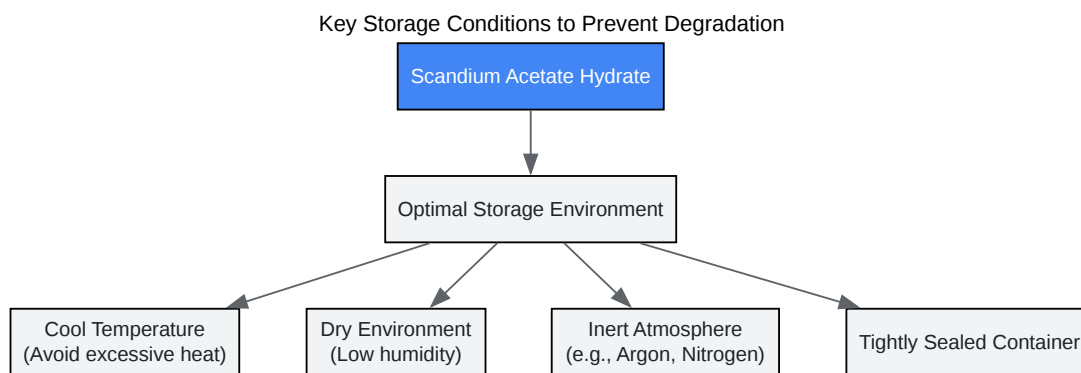 Key Storage Conditions to Prevent Degradation
Scandium Acetate Hydrate
Optimal Storage Environment
Cool Temperature
(Avoid excessive heat)
Dry Environment
(Low humidity)
Inert Atmosphere
(e.g., Argon, Nitrogen)
Tightly Sealed Container